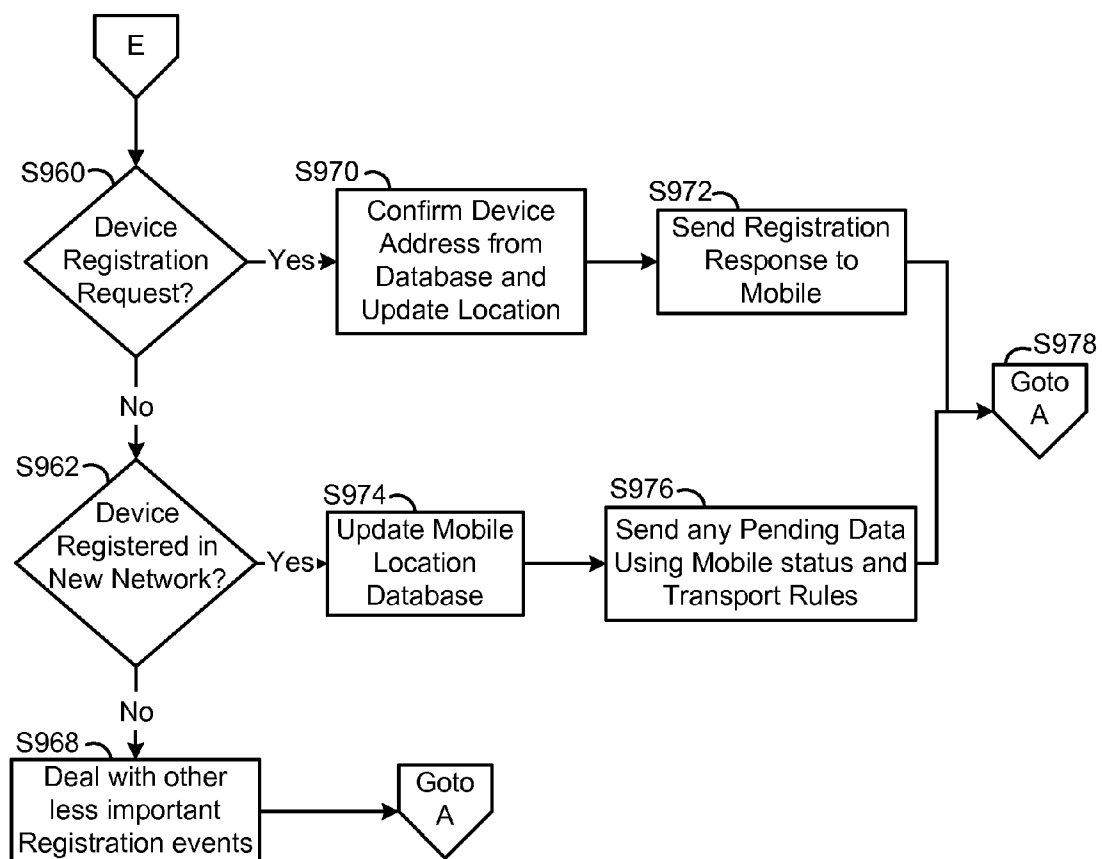 E
S960
Device
Registration
Request?
Yes
S970
Confirm Device
Address from
Database and
Update Location
S972
Send Registration
Response to
Mobile
S978
Goto
A
No
S962
Device
Registered in
New Network?
Yes
S974
Update Mobile
Location
Database
S976
Send any Pending Data
Using Mobile status and
Transport Rules
No
S968
Deal with other
less important
Registration events
Goto
A